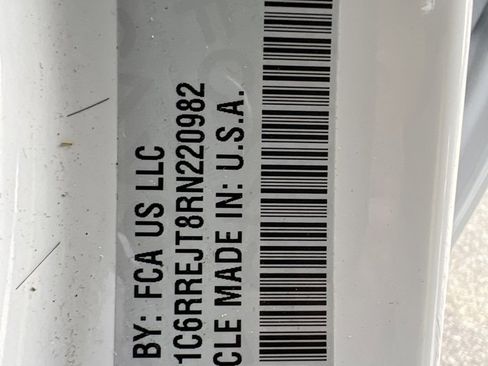 BY: FCA US LLC
1C6RREJT8RN220982
CLE MADE IN: U.S.A.